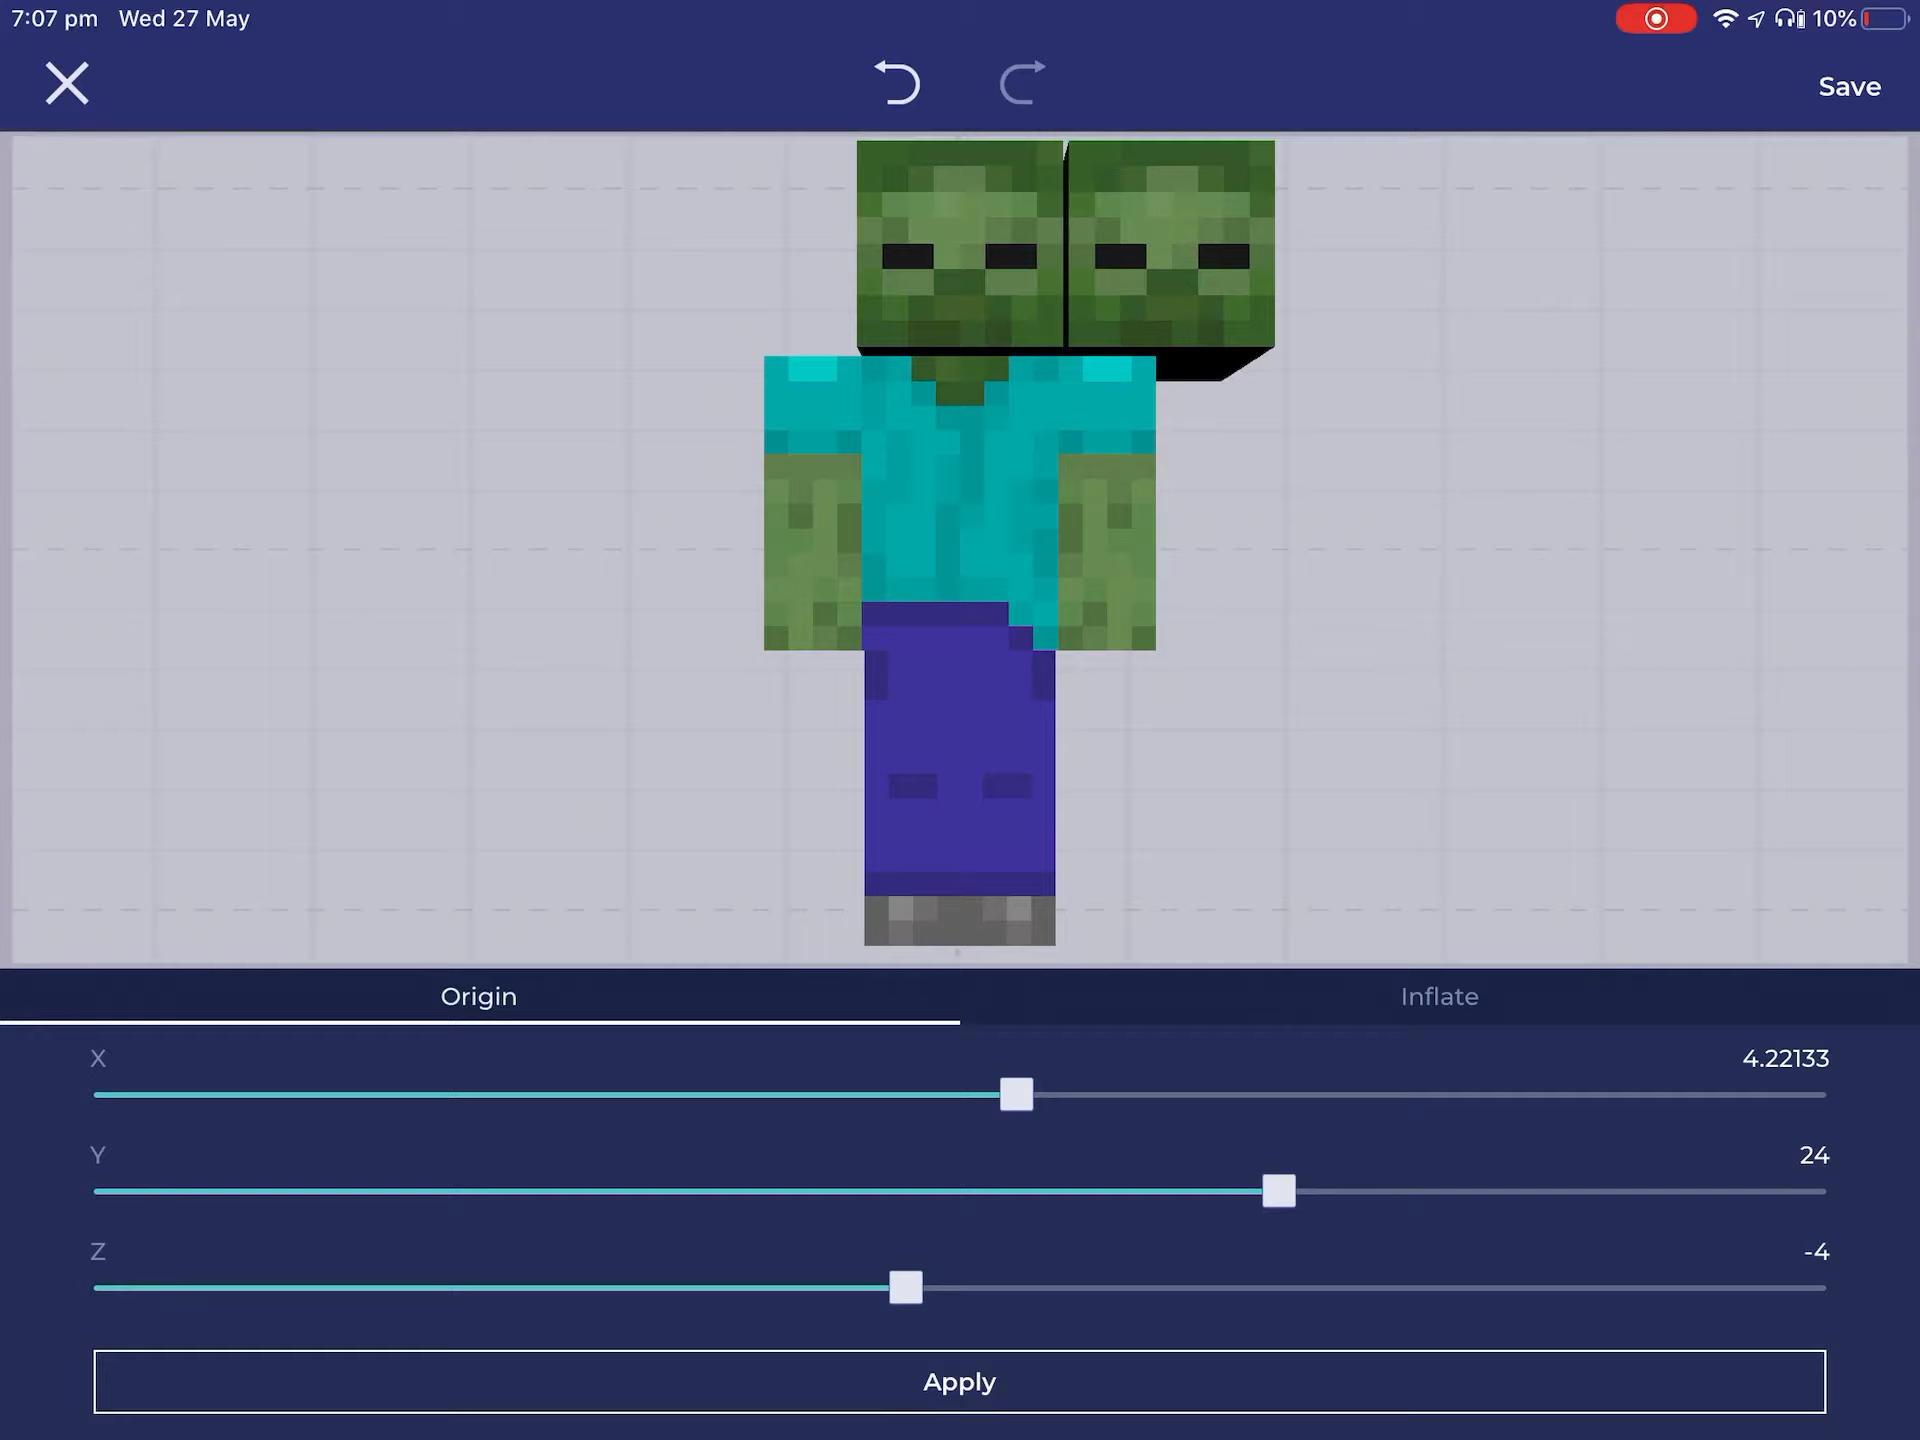 7:07 pm Wed 27 May
10%
Save
Origin
Inflate
X
4.22133
Y
24
Z
-4
Apply